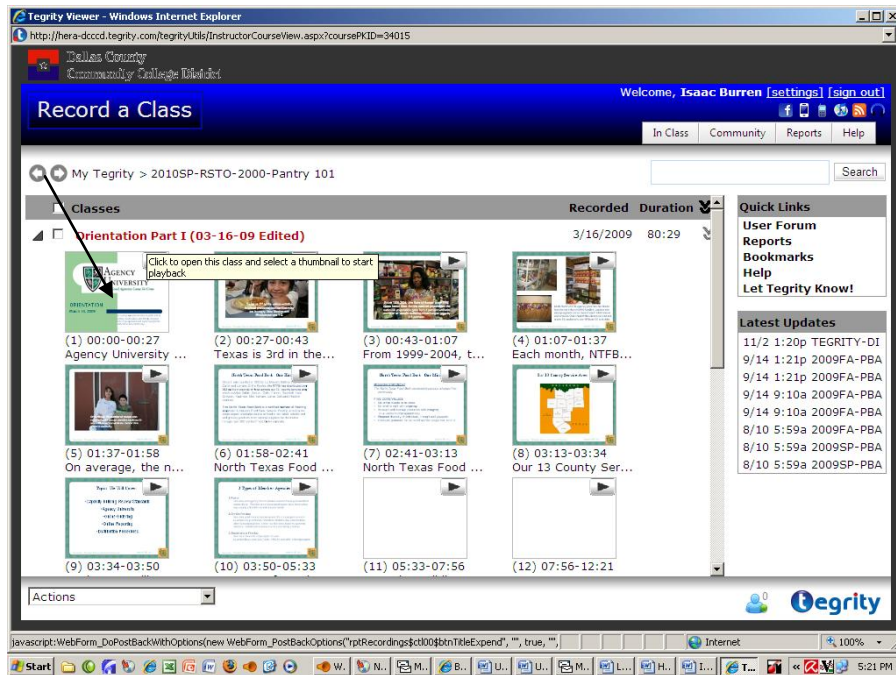 Tegrity Viewer - Windows Internet Explorer
http://hera-dcccd.tegrity.com/tegrityUtils/InstructorCourseView.aspx?coursePKID=34015
Dallas County
Community College District
Welcome, Isaac Burren [settings] [sign out]
Record a Class
In Class Community Reports Help
My Tegrity > 2010SP-RSTO-2000-Pantry 101 Search
Classes Recorded Duration
Orientation Part I (03-16-09 Edited) 3/16/2009 80:29
Click to open this class and select a thumbnail to start
playback
AGENCY
UNIVERSITY
ORIENTATION
(1) 00:00-00:27 (2) 00:27-00:43 (3) 00:43-01:07 (4) 01:07-01:37
Agency University ... Texas is 3rd in the... From 1999-2004, t... Each month, NTFB...
(5) 01:37-01:58 (6) 01:58-02:41 (7) 02:41-03:13 (8) 03:13-03:34
On average, the n... North Texas Food ... North Texas Food ... Our 13 County Ser...
(9) 03:34-03:50 (10) 03:50-05:33 (11) 05:33-07:56 (12) 07:56-12:21
Quick Links
User Forum
Reports
Bookmarks
Help
Let Tegrity Know!
Latest Updates
11/2 1:20p TEGRITY-DI
9/14 1:21p 2009FA-PBA
9/14 1:21p 2009FA-PBA
9/14 9:10a 2009FA-PBA
9/14 9:10a 2009FA-PBA
8/10 5:59a 2009FA-PBA
8/10 5:59a 2009SP-PBA
8/10 5:59a 2009SP-PBA
Actions
0
tegrity
javascript:WebForm_DoPostBackWithOptions(new WebForm_PostBackOptions("rptRecordings$ctl00$btnTitleExpend", "", true, "", Internet 100%
Start W. N.. M.. B.. U.. U.. M.. L... H.. I... T... « 5:21 PM